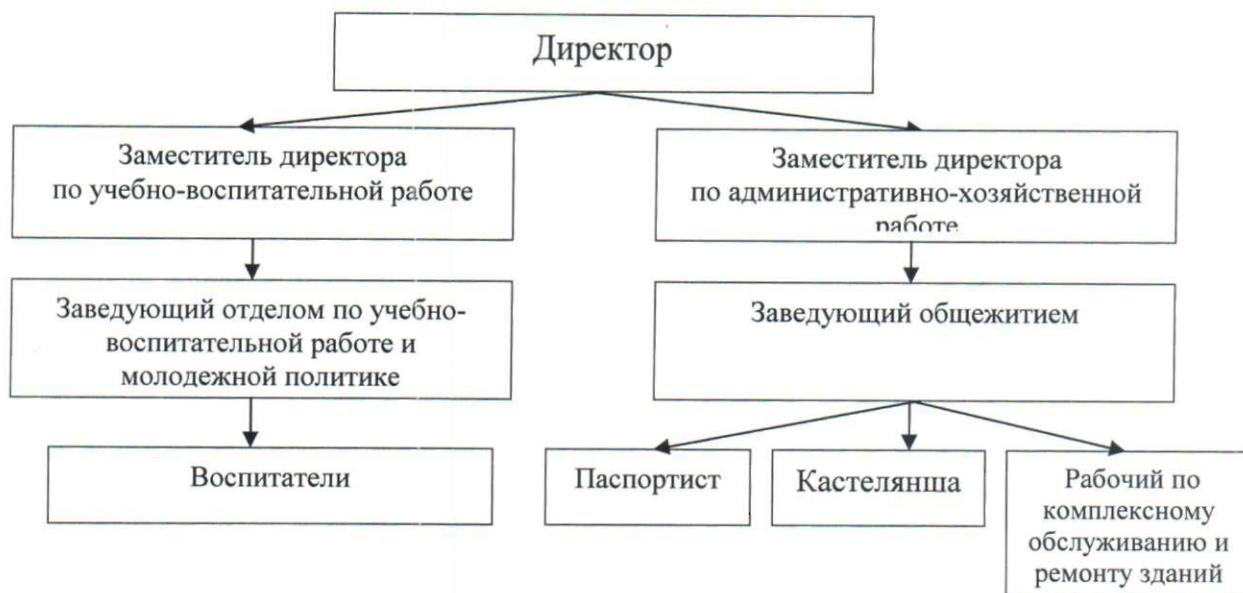 Директор
Заместитель директора
по учебно-воспитательной работе
Заместитель директора
по административно-хозяйственной
работе
Заведующий отделом по учебно-
воспитательной работе и
молодежной политике
Заведующий общежитием
Воспитатели
Паспортист
Кастелянша
Рабочий по
комплексному
обслуживанию и
ремонту зданий